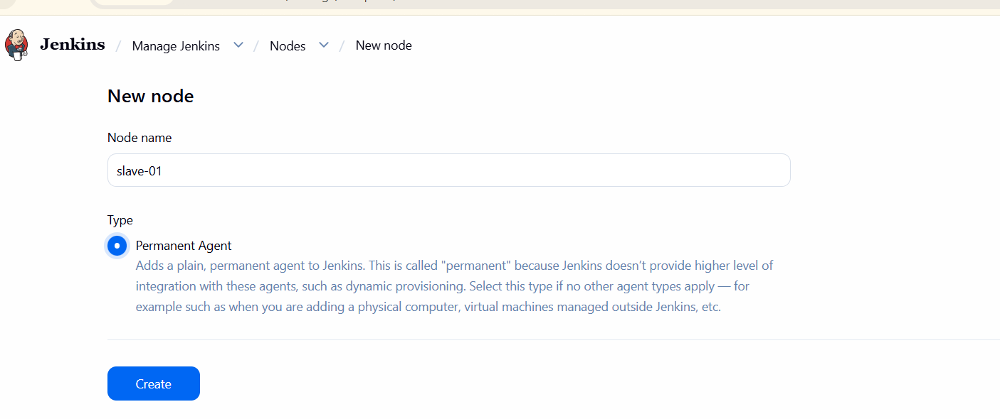 Jenkins / Manage Jenkins / Nodes / New node
New node
Node name
slave-01
Type
Permanent Agent
Adds a plain, permanent agent to Jenkins. This is called "permanent" because Jenkins doesn’t provide higher level of
integration with these agents, such as dynamic provisioning. Select this type if no other agent types apply — for
example such as when you are adding a physical computer, virtual machines managed outside Jenkins, etc.
Create